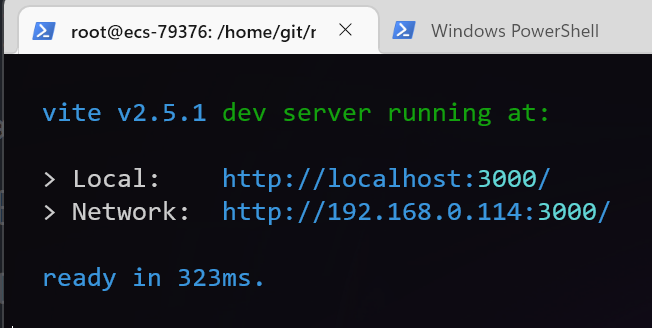 root@ecs-79376: /home/git/r
Windows PowerShell
vite v2.5.1 dev server running at:
> Local: http://localhost:3000/
> Network: http://192.168.0.114:3000/
ready in 323ms.